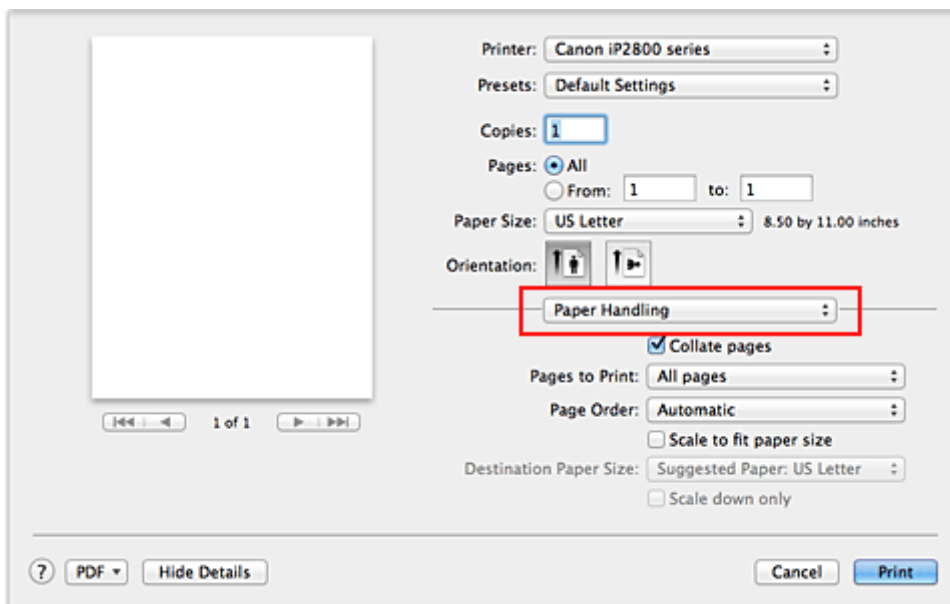 Printer: Canon iP2800 series
Presets: Default Settings
Copies: 1
Pages: All
From: 1 to: 1
Paper Size: US Letter 8.50 by 11.00 inches
Orientation:
Paper Handling
Collate pages
Pages to Print: All pages
Page Order: Automatic
Scale to fit paper size
Destination Paper Size: Suggested Paper: US Letter
Scale down only
1 of 1
? PDF Hide Details Cancel Print